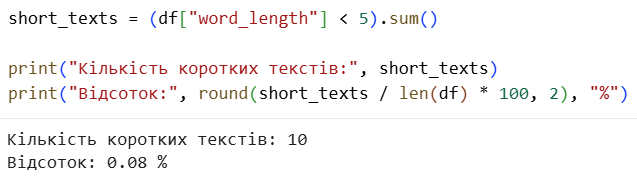 short_texts = (df["word_length"] < 5).sum()
print("Кількість коротких текстів:", short_texts)
print("Відсоток:", round(short_texts / len(df) * 100, 2), "%")
Кількість коротких текстів: 10
Відсоток: 0.08 %